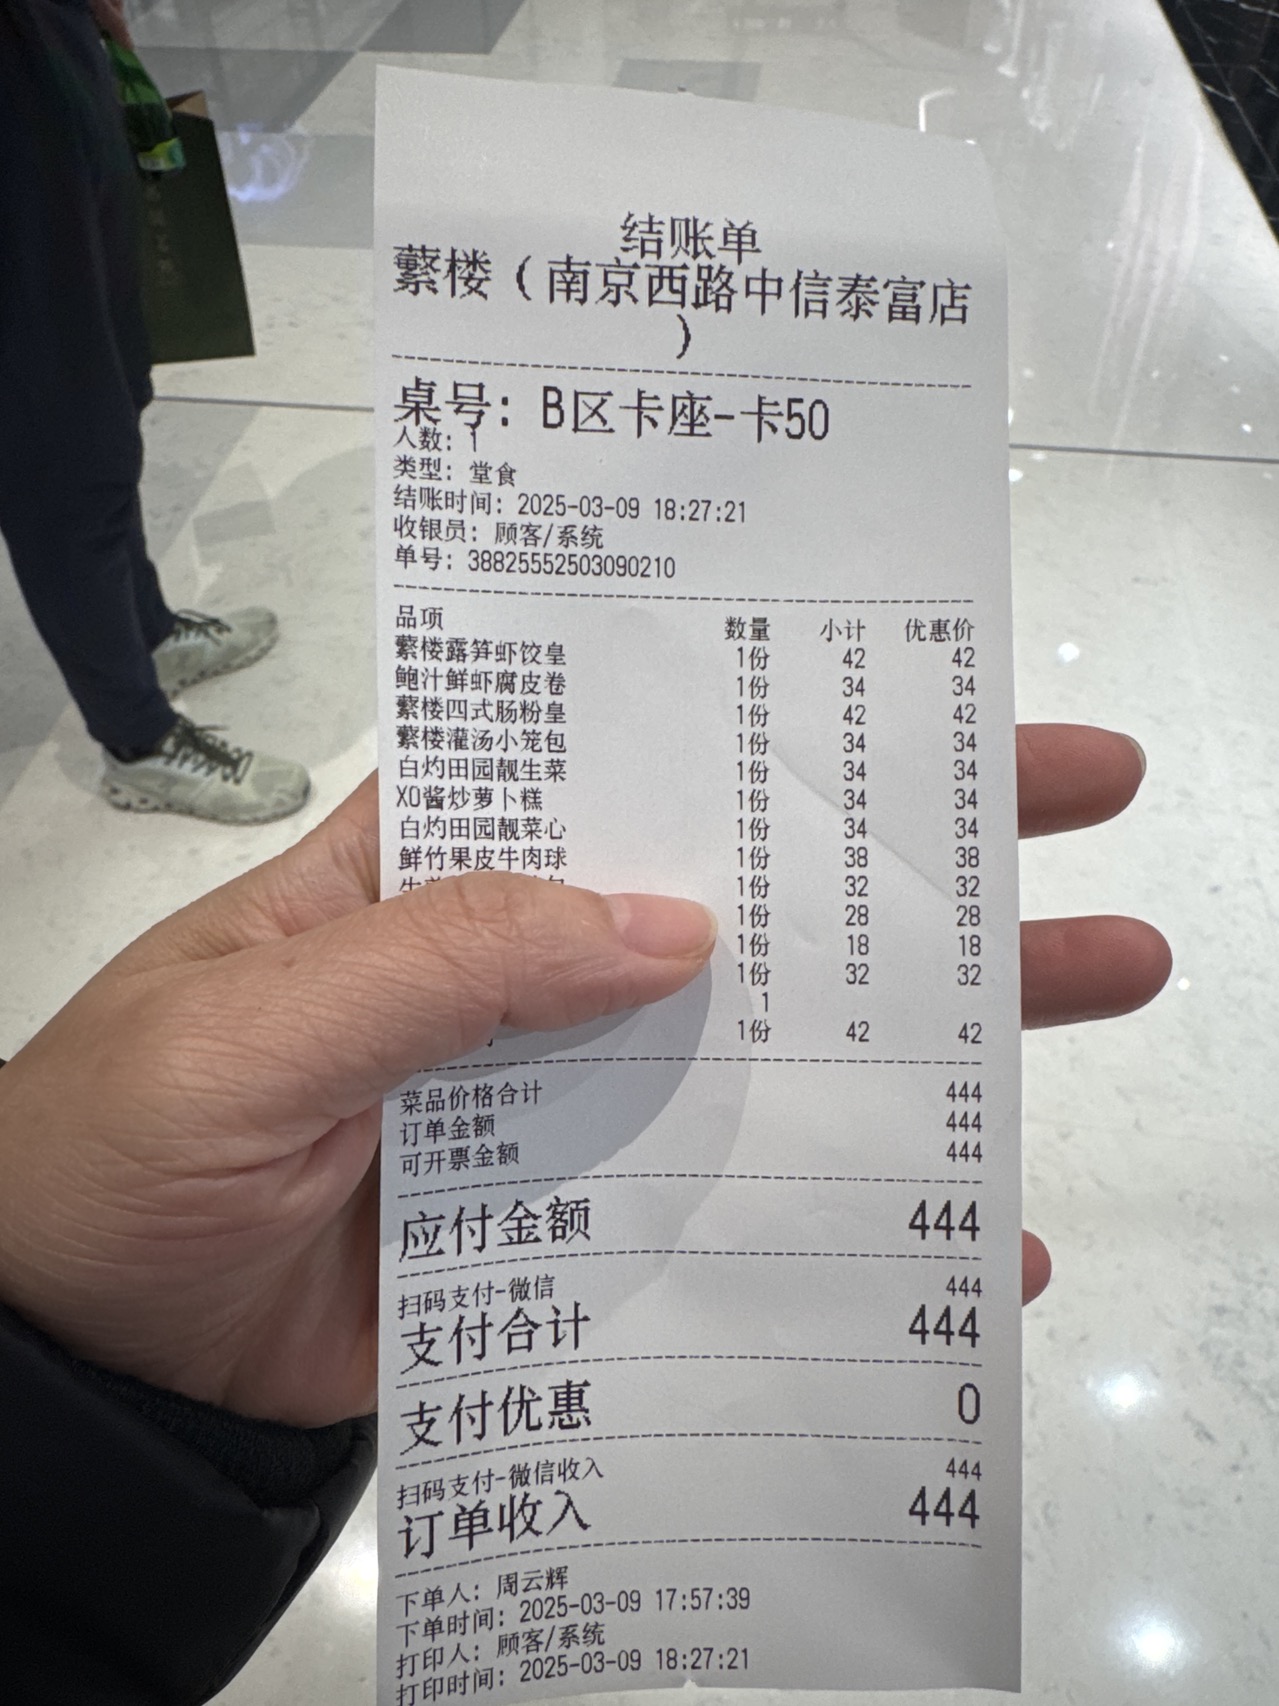 结账单
蘩楼（南京西路中信泰富店
）
桌号：B区卡座-卡50
人数：1
类型：堂食
结账时间：2025-03-09 18:27:21
收银员：顾客/系统
单号：38825552503090210
品项 数量 小计 优惠价
蘩楼露笋虾饺皇 1份 42 42
鲍汁鲜虾腐皮卷 1份 34 34
蘩楼四式肠粉皇 1份 42 42
蘩楼灌汤小笼包 1份 34 34
白灼田园靓生菜 1份 34 34
XO酱炒萝卜糕 1份 34 34
白灼田园靓菜心 1份 34 34
鲜竹果皮牛肉球 1份 38 38
1份 32 32
1份 28 28
1份 18 18
1份 32 32
1
1份 42 42
菜品价格合计 444
订单金额 444
可开票金额 444
应付金额 444
扫码支付-微信 444
支付合计 444
支付优惠 0
扫码支付-微信收入 444
订单收入 444
下单人：周云辉
下单时间：2025-03-09 17:57:39
打印人：顾客/系统
打印时间：2025-03-09 18:27:21